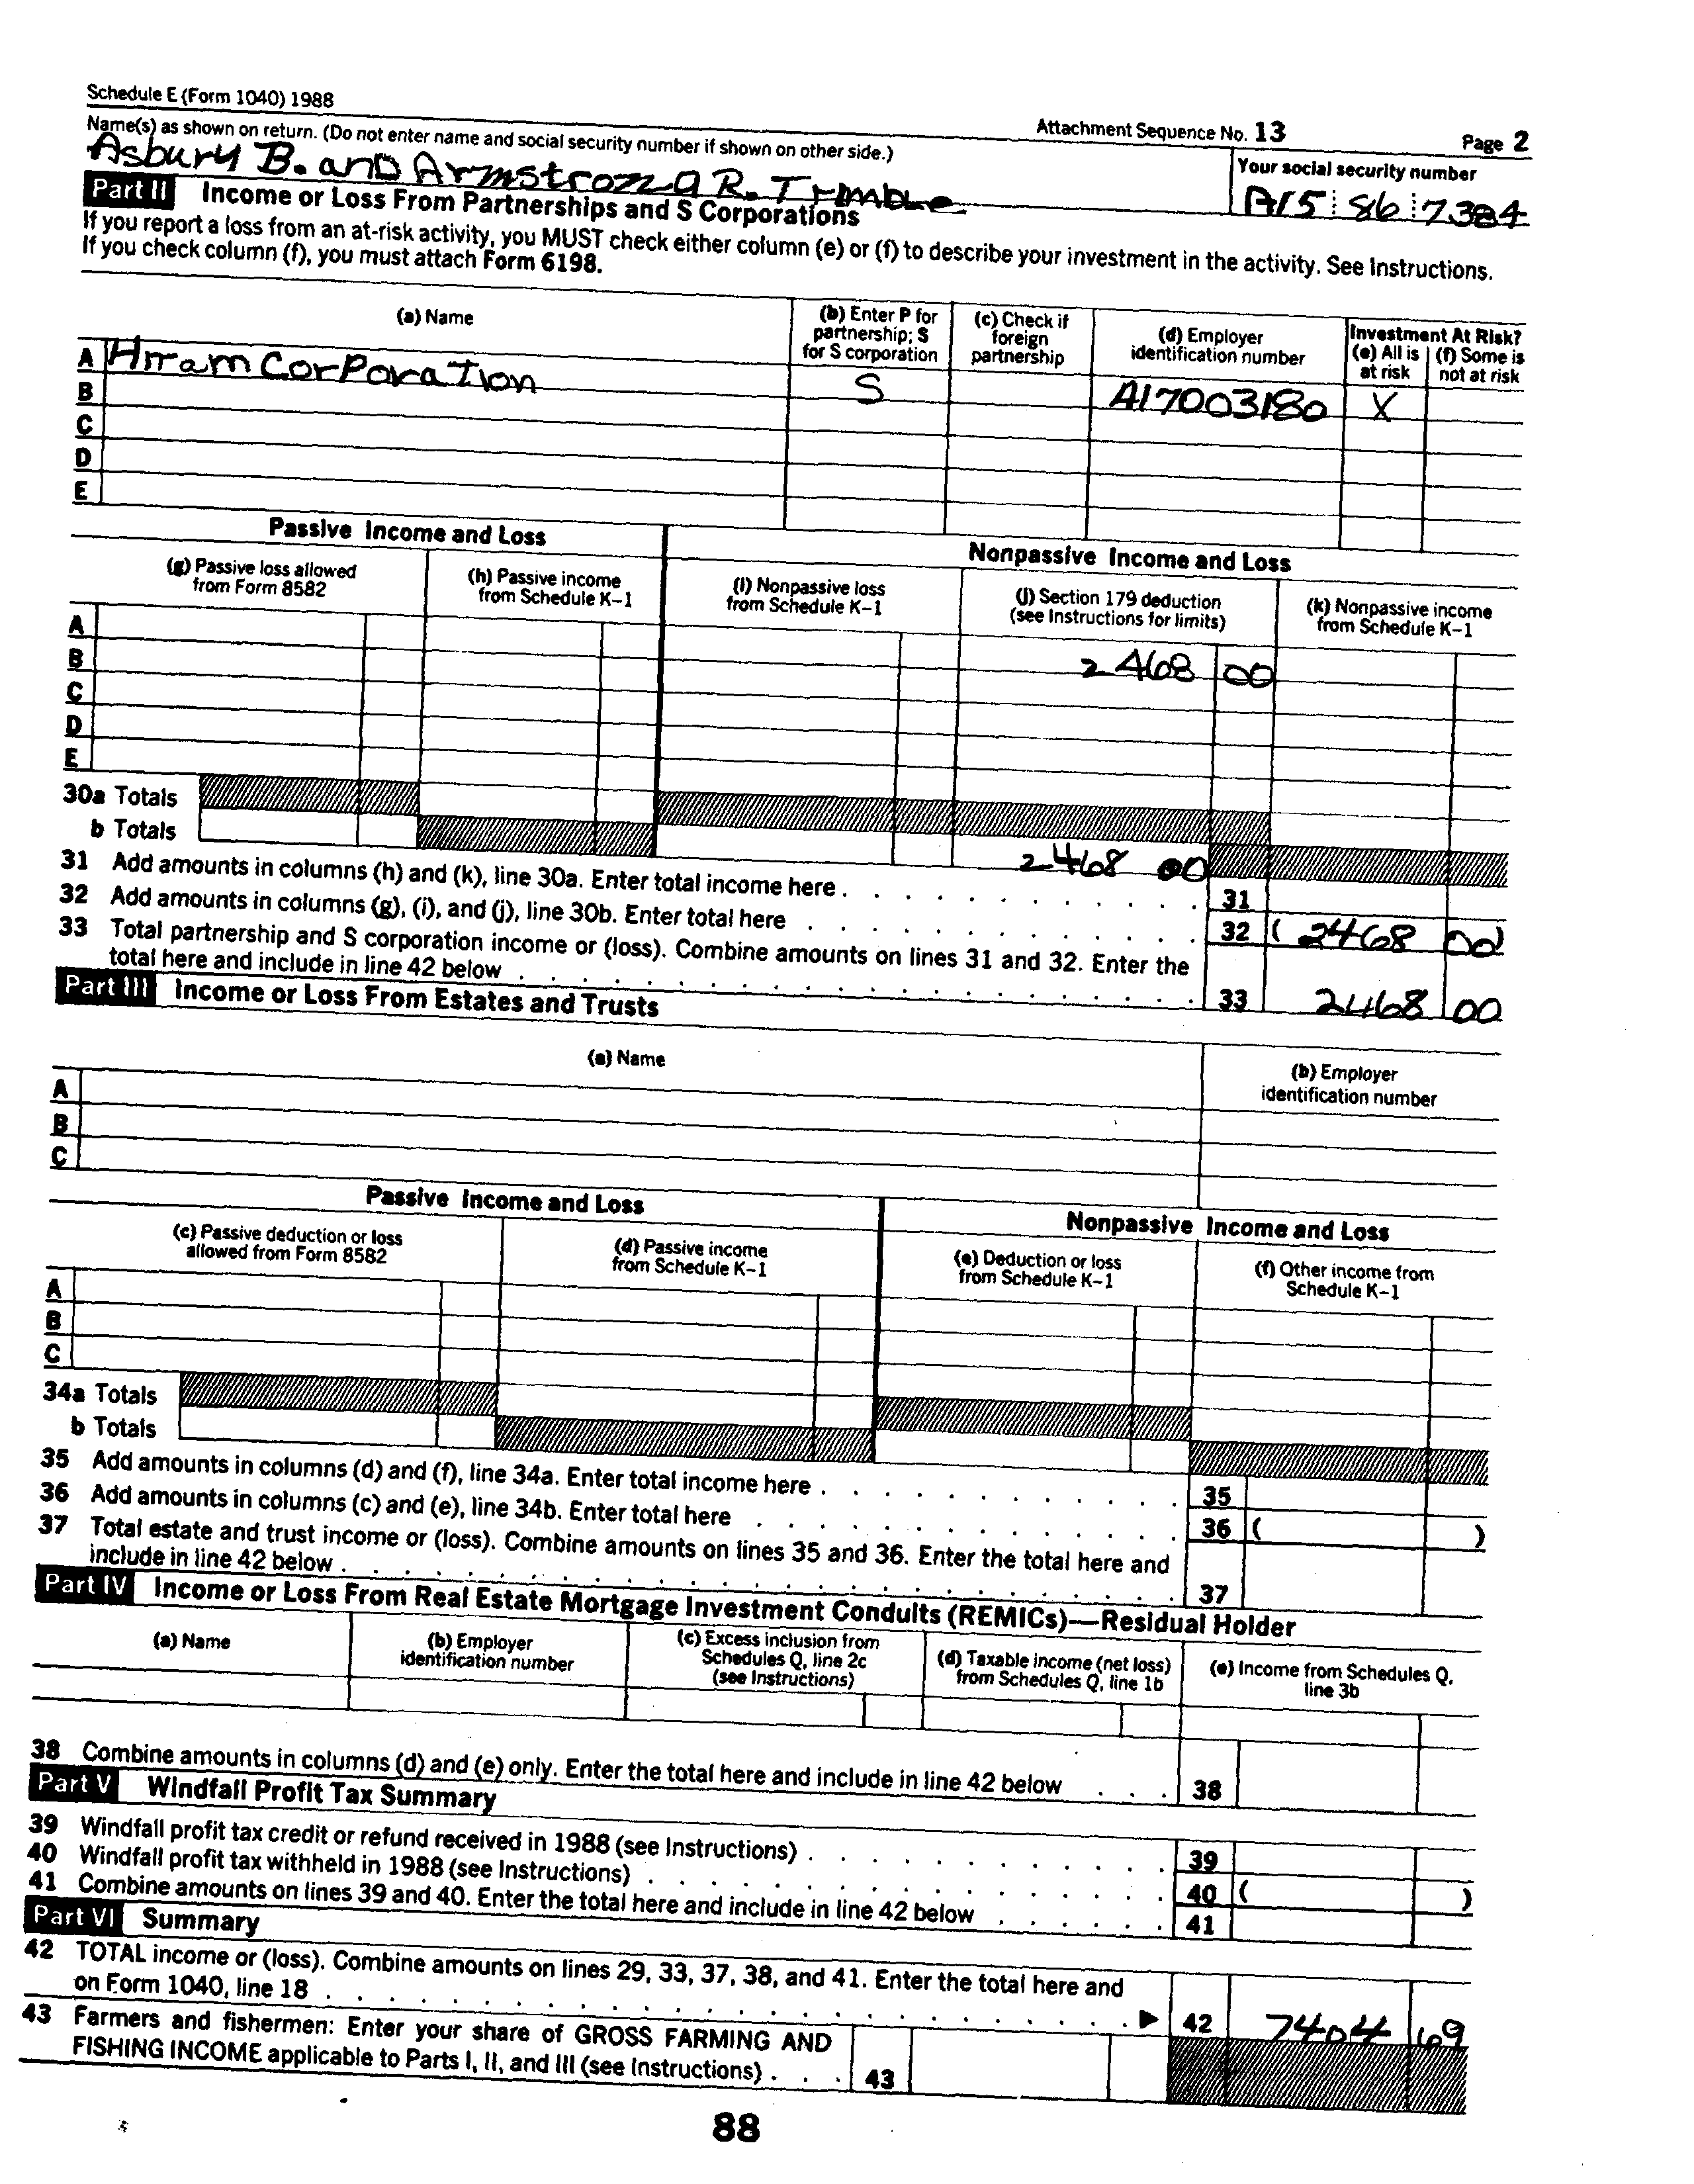 Schedule E (Form 1040) 1988
Attachment Sequence No. 13
Page 2
Name(s) as shown on return. (Do not enter name and social security number if shown on other side.)
Your social security number
Asbury B. and Armstrong R. Trimble
A15 86 7384
Part II Income or Loss From Partnerships and S Corporations
If you report a loss from an at-risk activity, you MUST check either column (e) or (f) to describe your investment in the activity. See Instructions.
If you check column (f), you must attach Form 6198.
(a) Name
(b) Enter P for partnership; S for S corporation
(c) Check if foreign partnership
(d) Employer identification number
Investment At Risk?
(e) All is at risk
(f) Some is not at risk
A Hiram Corporation S A17003180 X
B
C
D
E
Passive Income and Loss
Nonpassive Income and Loss
(g) Passive loss allowed from Form 8582
(h) Passive income from Schedule K-1
(i) Nonpassive loss from Schedule K-1
(j) Section 179 deduction (see Instructions for limits)
(k) Nonpassive income from Schedule K-1
A 2468 00
B
C
D
E
30a Totals
b Totals 2468 00
31 Add amounts in columns (h) and (k), line 30a. Enter total income here . 31
32 Add amounts in columns (g), (i), and (j), line 30b. Enter total here . 32 ( 2468 00)
33 Total partnership and S corporation income or (loss). Combine amounts on lines 31 and 32. Enter the
total here and include in line 42 below . 33 2468 00
Part III Income or Loss From Estates and Trusts
(a) Name
(b) Employer identification number
A
B
C
Passive Income and Loss
Nonpassive Income and Loss
(c) Passive deduction or loss allowed from Form 8582
(d) Passive income from Schedule K-1
(e) Deduction or loss from Schedule K-1
(f) Other income from Schedule K-1
A
B
C
34a Totals
b Totals
35 Add amounts in columns (d) and (f), line 34a. Enter total income here . 35
36 Add amounts in columns (c) and (e), line 34b. Enter total here . 36 ( )
37 Total estate and trust income or (loss). Combine amounts on lines 35 and 36. Enter the total here and
include in line 42 below . 37
Part IV Income or Loss From Real Estate Mortgage Investment Conduits (REMICs)—Residual Holder
(a) Name
(b) Employer identification number
(c) Excess inclusion from Schedules Q, line 2c (see Instructions)
(d) Taxable income (net loss) from Schedules Q, line 1b
(e) Income from Schedules Q, line 3b
38 Combine amounts in columns (d) and (e) only. Enter the total here and include in line 42 below . . . 38
Part V Windfall Profit Tax Summary
39 Windfall profit tax credit or refund received in 1988 (see Instructions) . 39
40 Windfall profit tax withheld in 1988 (see Instructions) . 40 ( )
41 Combine amounts on lines 39 and 40. Enter the total here and include in line 42 below . 41
Part VI Summary
42 TOTAL income or (loss). Combine amounts on lines 29, 33, 37, 38, and 41. Enter the total here and
on Form 1040, line 18 . ▶ 42 7404 69
43 Farmers and fishermen: Enter your share of GROSS FARMING AND
FISHING INCOME applicable to Parts I, II, and III (see Instructions) . . . 43
88